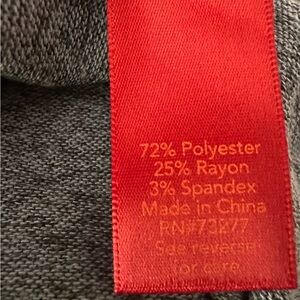 72% Polyester
25% Rayon
3% Spandex
Made in China
RN#73277
See reverse
for care